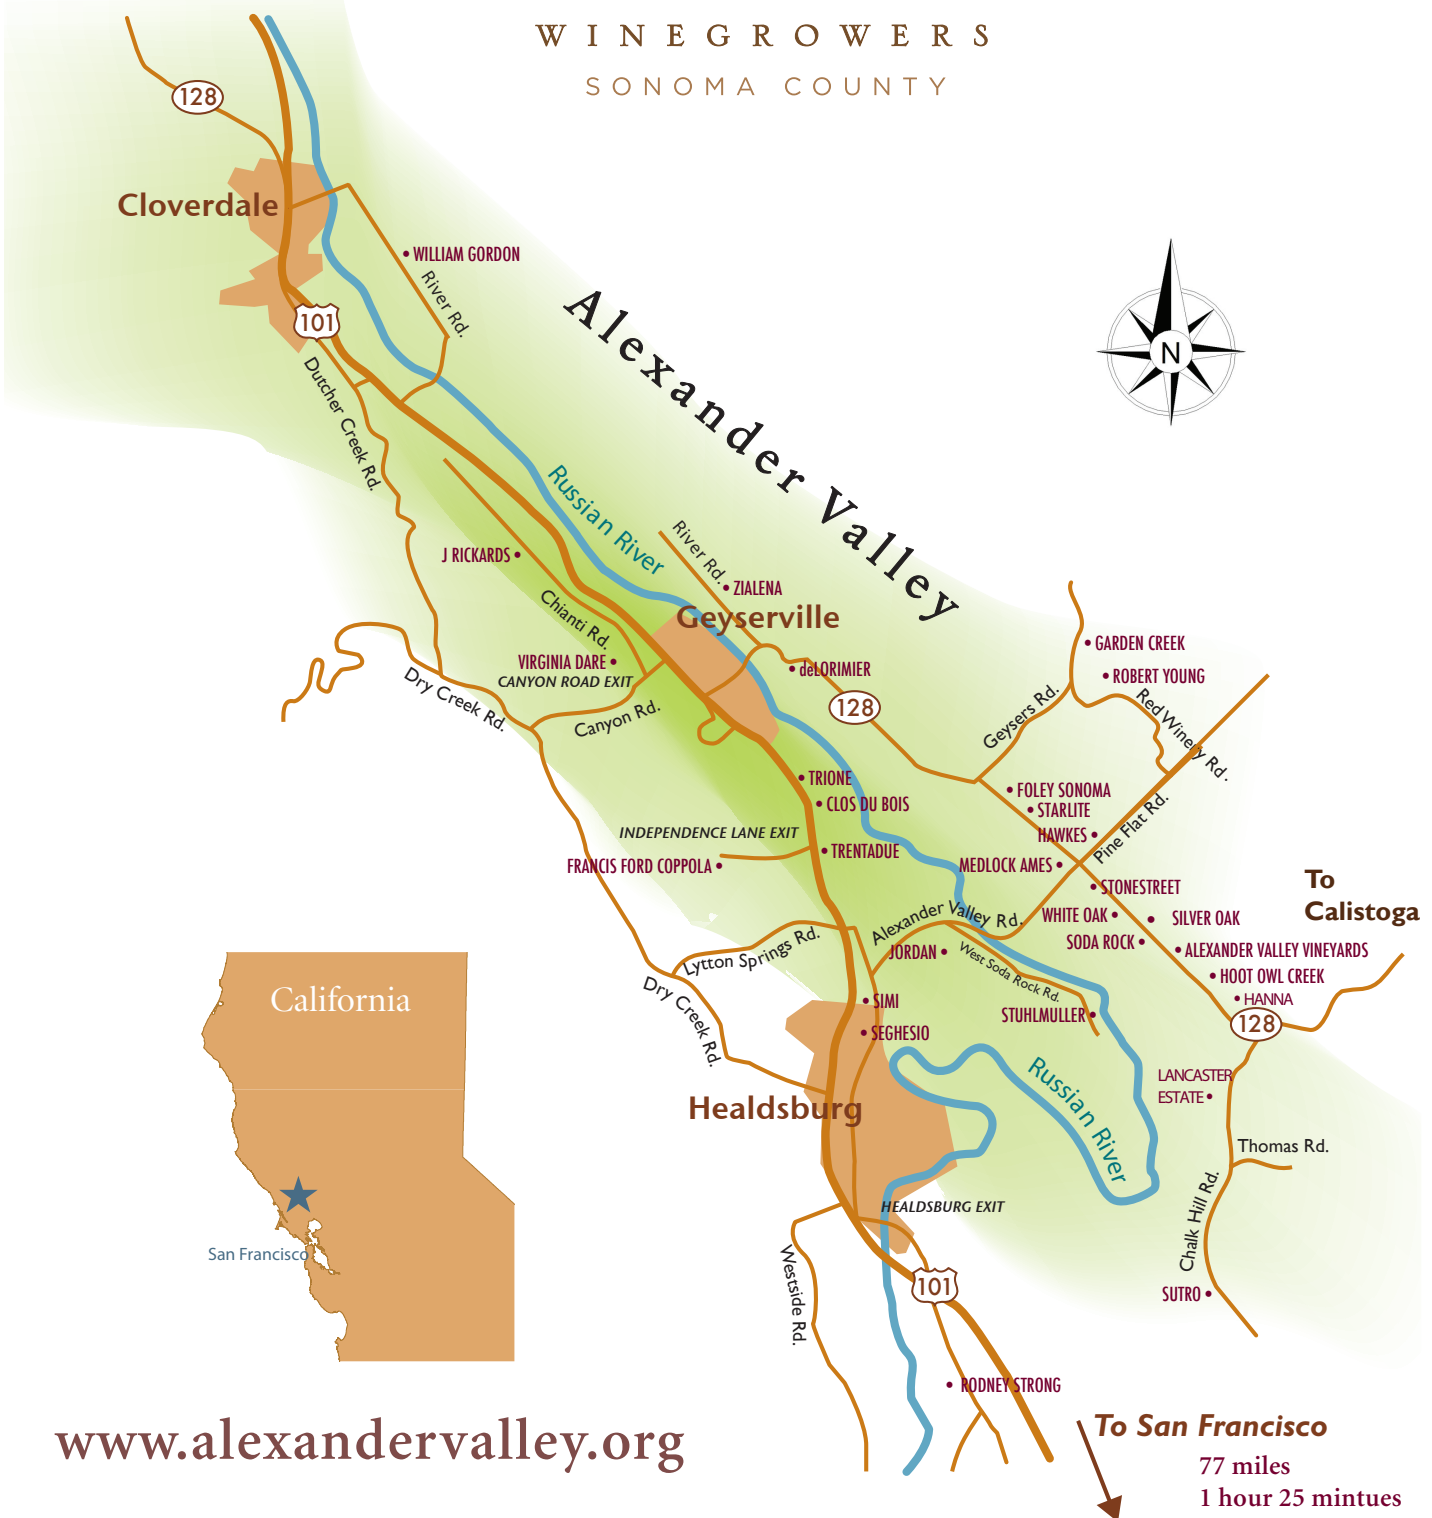 WINEGROWERS
SONOMA COUNTY
128
Cloverdale
WILLIAM GORDON
River Rd.
101
Dutcher Creek Rd.
Alexander Valley
N
Russian River
J RICKARDS
River Rd.
ZIALENA
Chianti Rd.
Geyserville
VIRGINIA DARE
CANYON ROAD EXIT
deLORIMIER
GARDEN CREEK
ROBERT YOUNG
Dry Creek Rd.
Canyon Rd.
128
Geysers Rd.
Red Winery Rd.
TRIONE
CLOS DU BOIS
FOLEY SONOMA
STARLITE
HAWKES
Pine Flat Rd.
INDEPENDENCE LANE EXIT
TRENTADUE
FRANCIS FORD COPPOLA
MEDLOCK AMES
STONESTREET
To
Calistoga
WHITE OAK
SILVER OAK
Alexander Valley Rd.
SODA ROCK
JORDAN
ALEXANDER VALLEY VINEYARDS
Lytton Springs Rd.
West Soda Rock Rd.
HOOT OWL CREEK
HANNA
SIMI
STUHLMULLER
128
SEGHESIO
Dry Creek Rd.
California
Russian River
LANCASTER
ESTATE
Healdsburg
Thomas Rd.
HEALDSBURG EXIT
Chalk Hill Rd.
San Francisco
Westside Rd.
101
SUTRO
RODNEY STRONG
www.alexandervalley.org
To San Francisco
77 miles
1 hour 25 mintues